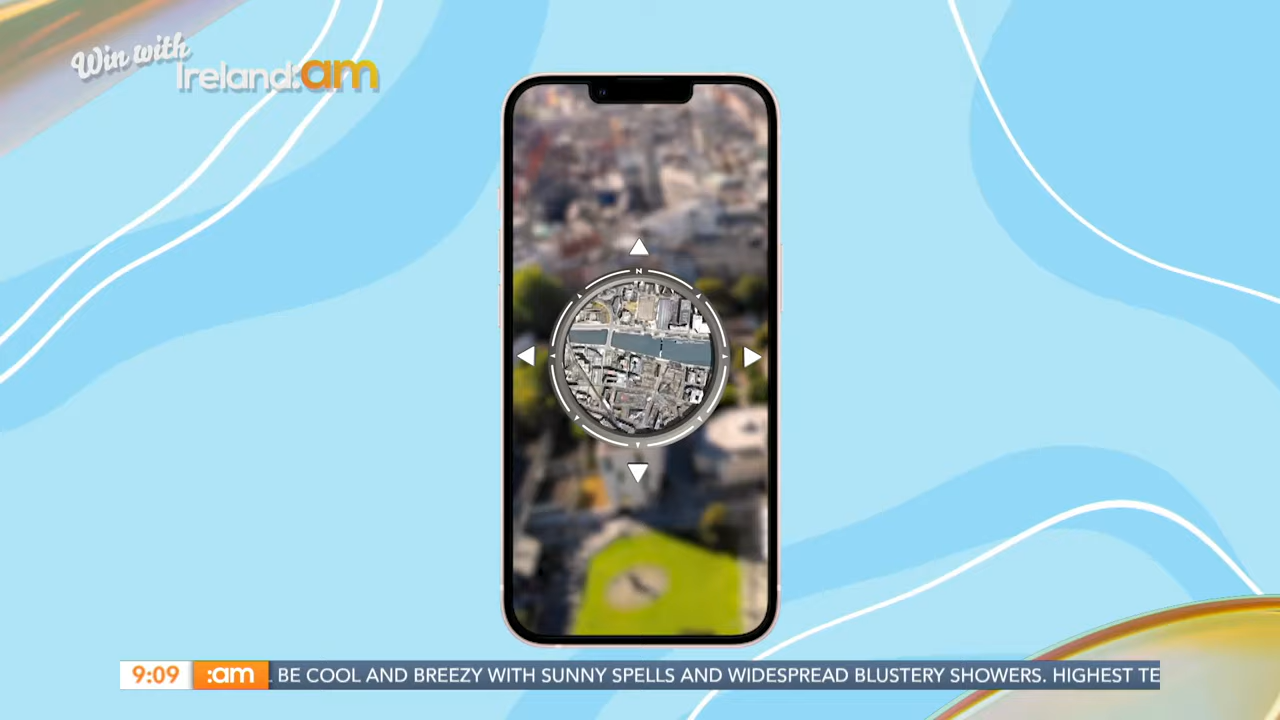 Win with
Ireland:am
N
9:09 :am BE COOL AND BREEZY WITH SUNNY SPELLS AND WIDESPREAD BLUSTERY SHOWERS. HIGHEST TE